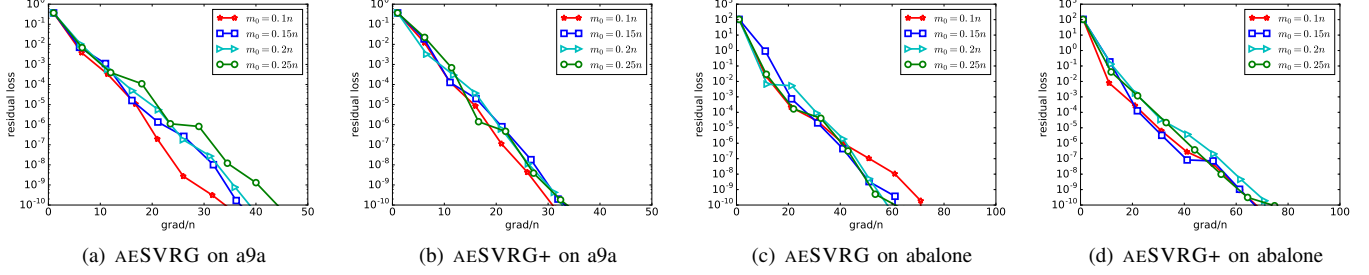 10^0
10^-1
10^-2
10^-3
10^-4
10^-5
10^-6
10^-7
10^-8
10^-9
10^-10
residual loss
0 10 20 30 40 50
grad/n
m_0 = 0.1n
m_0 = 0.15n
m_0 = 0.2n
m_0 = 0.25n
(a) AESVRG on a9a
10^0
10^-1
10^-2
10^-3
10^-4
10^-5
10^-6
10^-7
10^-8
10^-9
10^-10
residual loss
0 10 20 30 40 50
grad/n
m_0 = 0.1n
m_0 = 0.15n
m_0 = 0.2n
m_0 = 0.25n
(b) AESVRG+ on a9a
10^3
10^2
10^1
10^0
10^-1
10^-2
10^-3
10^-4
10^-5
10^-6
10^-7
10^-8
10^-9
10^-10
residual loss
0 20 40 60 80 100
grad/n
m_0 = 0.1n
m_0 = 0.15n
m_0 = 0.2n
m_0 = 0.25n
(c) AESVRG on abalone
10^3
10^2
10^1
10^0
10^-1
10^-2
10^-3
10^-4
10^-5
10^-6
10^-7
10^-8
10^-9
10^-10
residual loss
0 20 40 60 80 100
grad/n
m_0 = 0.1n
m_0 = 0.15n
m_0 = 0.2n
m_0 = 0.25n
(d) AESVRG+ on abalone